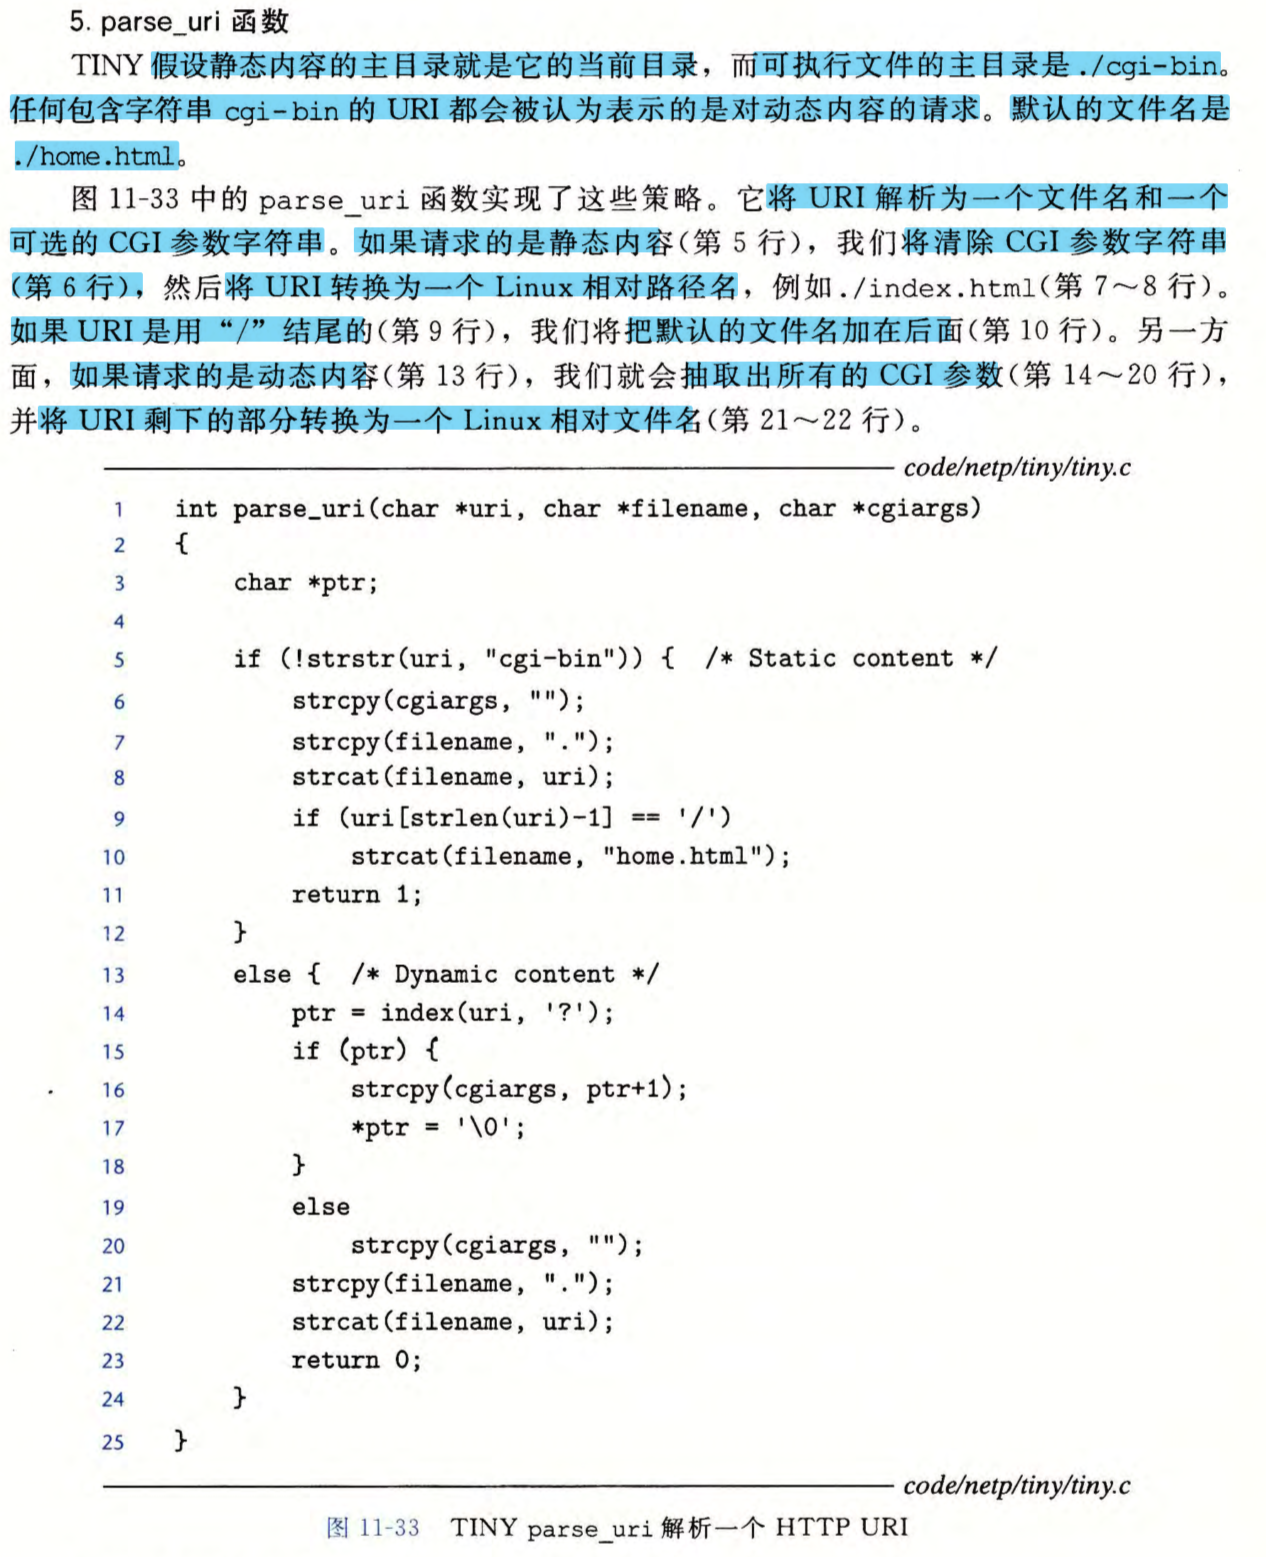 5. parse_uri 函数
TINY 假设静态内容的主目录就是它的当前目录，而可执行文件的主目录是 ./cgi-bin。
任何包含字符串 cgi-bin 的 URI 都会被认为表示的是对动态内容的请求。默认的文件名是
./home.html。
图 11-33 中的 parse_uri 函数实现了这些策略。它将 URI 解析为一个文件名和一个
可选的 CGI 参数字符串。如果请求的是静态内容(第 5 行)，我们将清除 CGI 参数字符串
(第 6 行)，然后将 URI 转换为一个 Linux 相对路径名，例如./index.html(第 7～8 行)。
如果 URI 是用“/”结尾的(第 9 行)，我们将把默认的文件名加在后面(第 10 行)。另一方
面，如果请求的是动态内容(第 13 行)，我们就会抽取出所有的 CGI 参数(第 14～20 行)，
并将 URI 剩下的部分转换为一个 Linux 相对文件名(第 21～22 行)。
code/netp/tiny/tiny.c
1 int parse_uri(char *uri, char *filename, char *cgiargs)
2 {
3 char *ptr;
4
5 if (!strstr(uri, "cgi-bin")) { /* Static content */
6 strcpy(cgiargs, "");
7 strcpy(filename, ".");
8 strcat(filename, uri);
9 if (uri[strlen(uri)-1] == '/')
10 strcat(filename, "home.html");
11 return 1;
12 }
13 else { /* Dynamic content */
14 ptr = index(uri, '?');
15 if (ptr) {
16 strcpy(cgiargs, ptr+1);
17 *ptr = '\0';
18 }
19 else
20 strcpy(cgiargs, "");
21 strcpy(filename, ".");
22 strcat(filename, uri);
23 return 0;
24 }
25 }
code/netp/tiny/tiny.c
图 11-33 TINY parse_uri 解析一个 HTTP URI